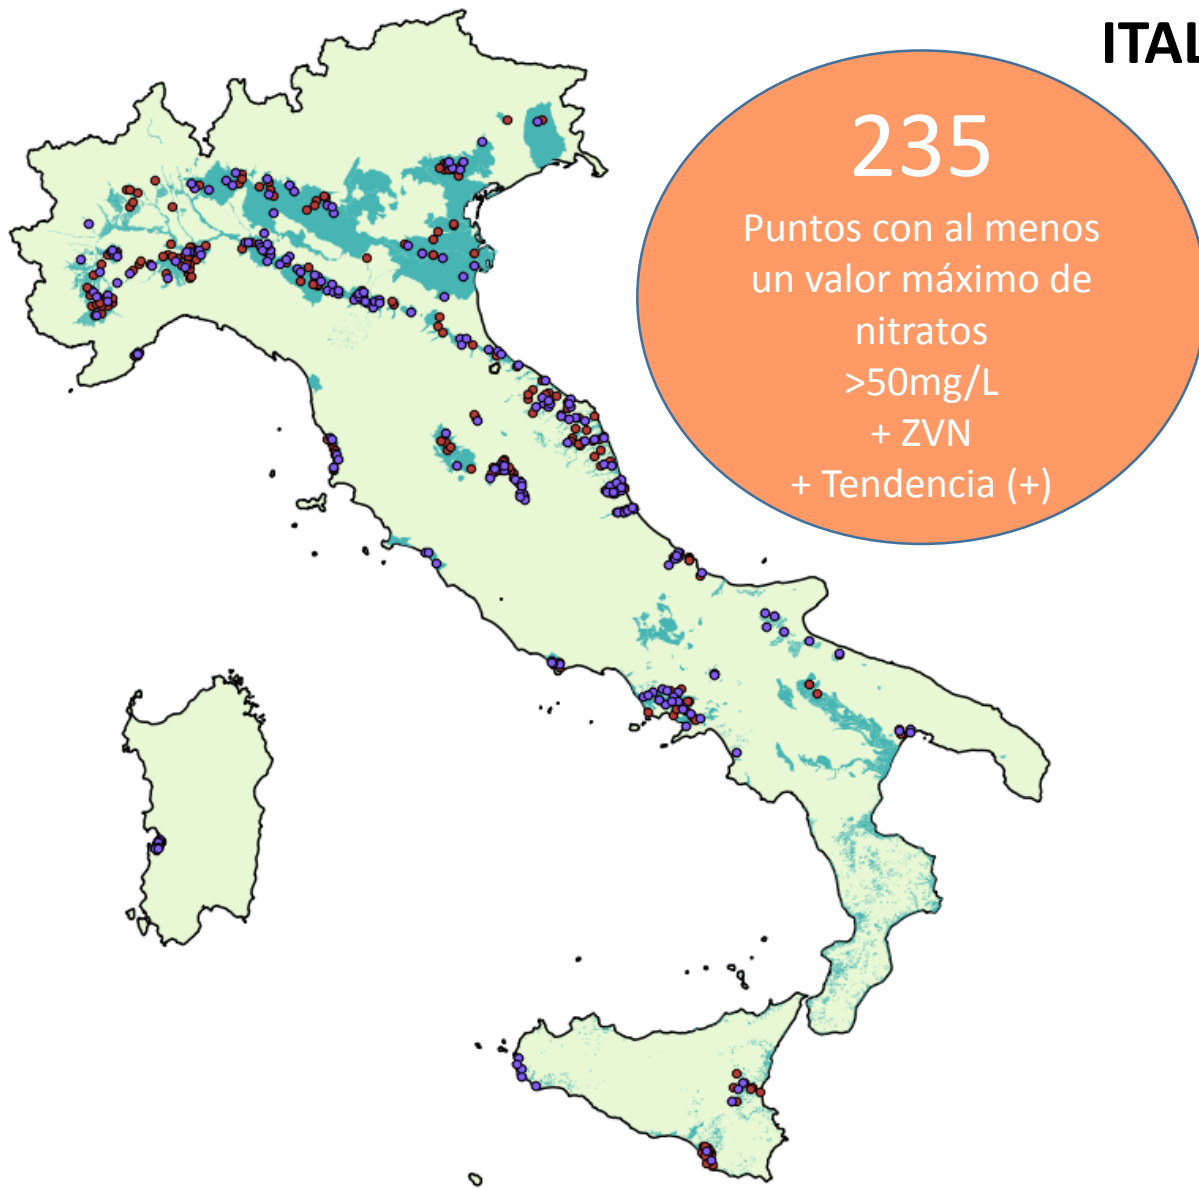 ITAL
235
Puntos con al menos
un valor máximo de
nitratos
>50mg/L
+ ZVN
+ Tendencia (+)